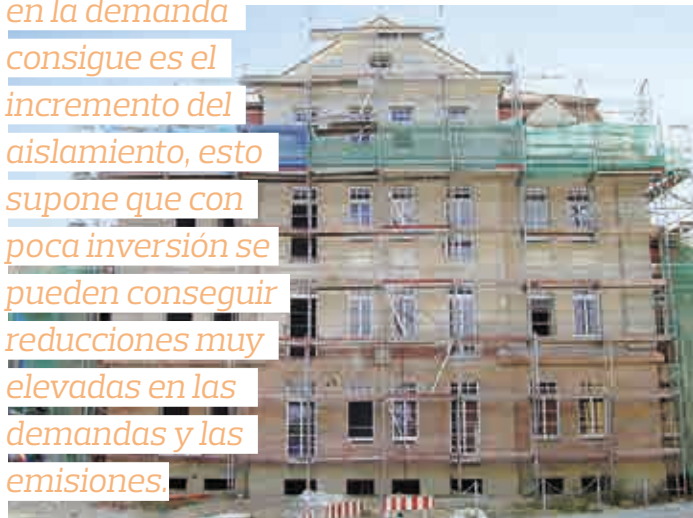 en la demanda
consigue es el
incremento del
aislamiento, esto
supone que con
poca inversión se
pueden conseguir
reducciones muy
elevadas en las
demandas y las
emisiones.